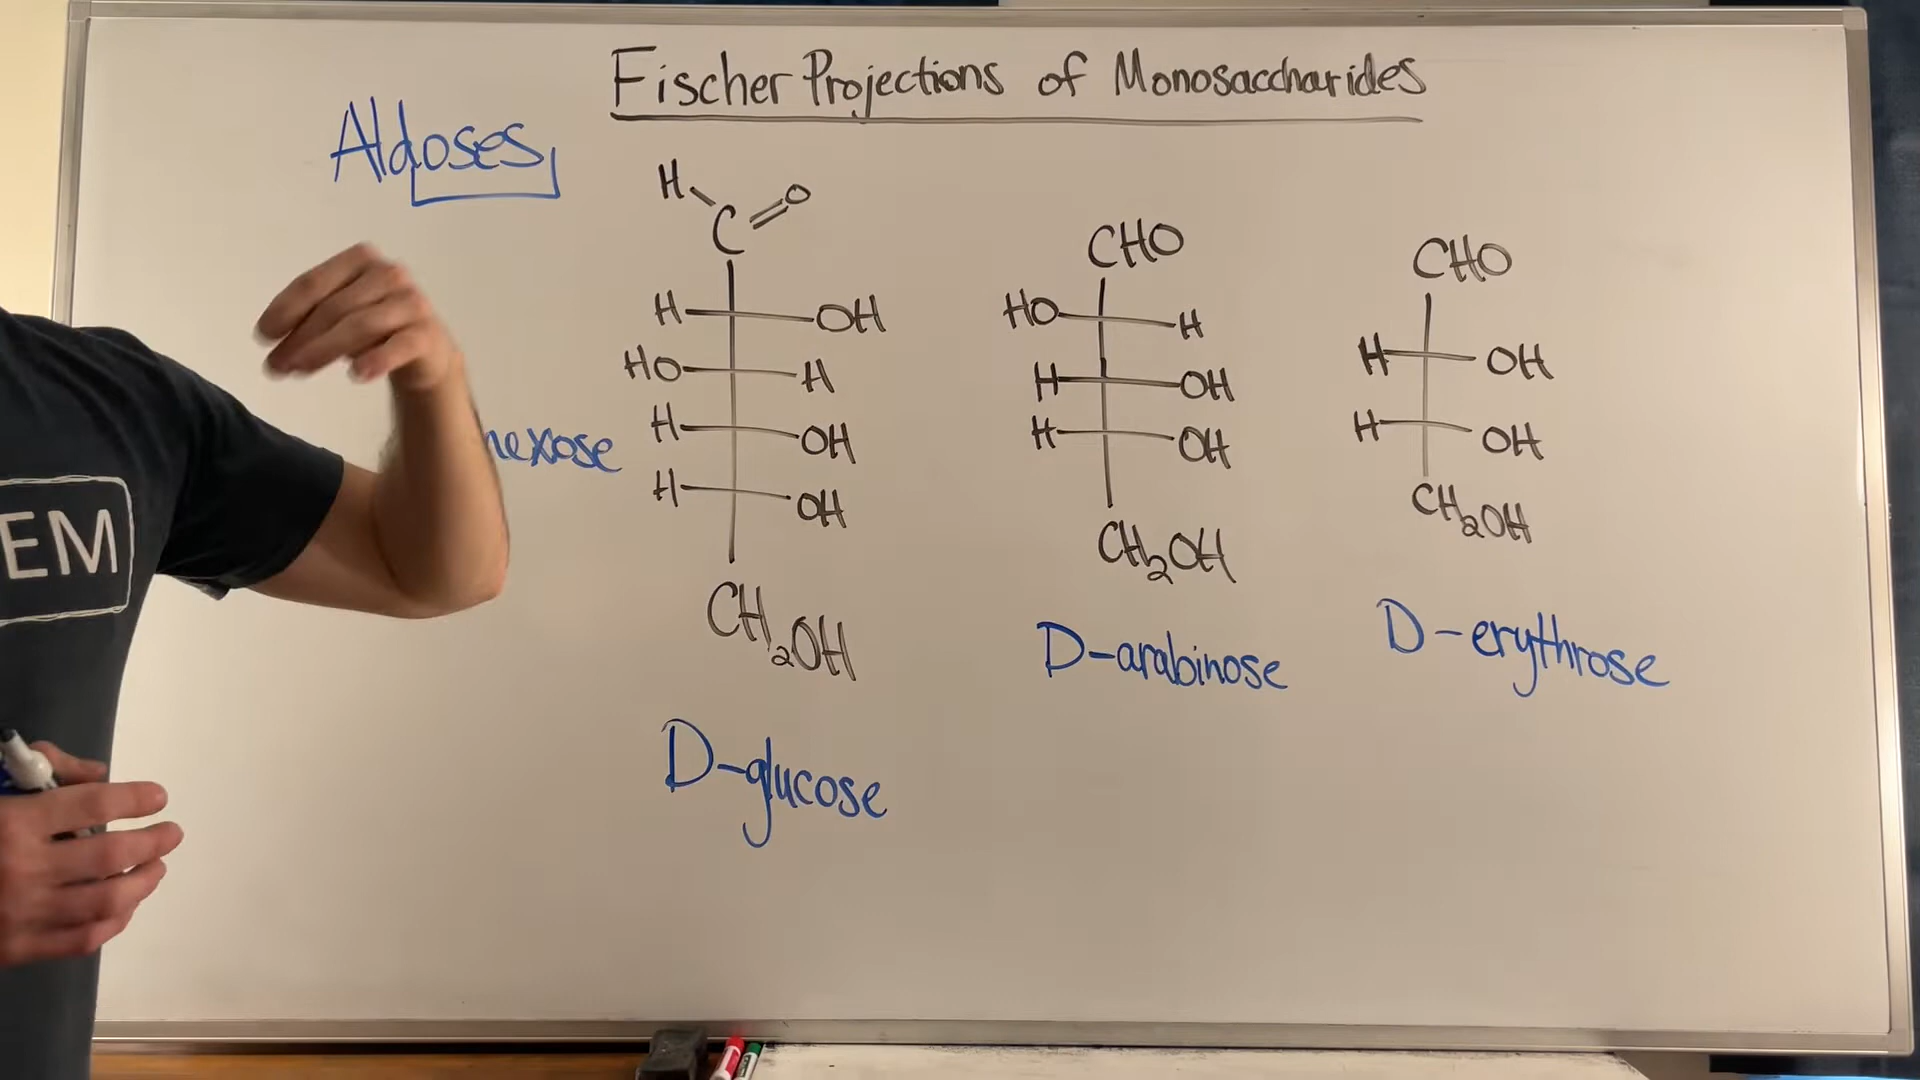 Fischer Projections of Monosaccharides
Aldoses
H
C=O
H OH
HO H
H OH
H OH
CH2OH
D-glucose
hexose
CHO
HO H
H OH
H OH
CH2OH
D-arabinose
CHO
H OH
H OH
CH2OH
D-erythrose
EM